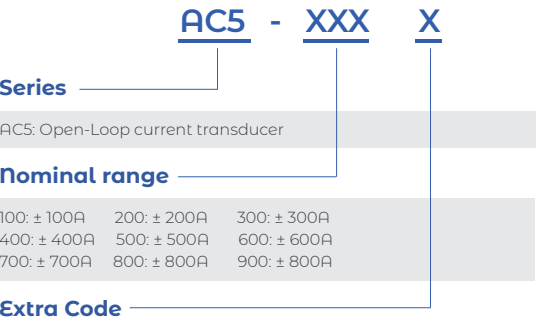 AC5 - XXX X
Series
AC5: Open-Loop current transducer
Nominal range
100: ± 100A 200: ± 200A 300: ± 300A
400: ± 400A 500: ± 500A 600: ± 600A
700: ± 700A 800: ± 800A 900: ± 800A
Extra Code